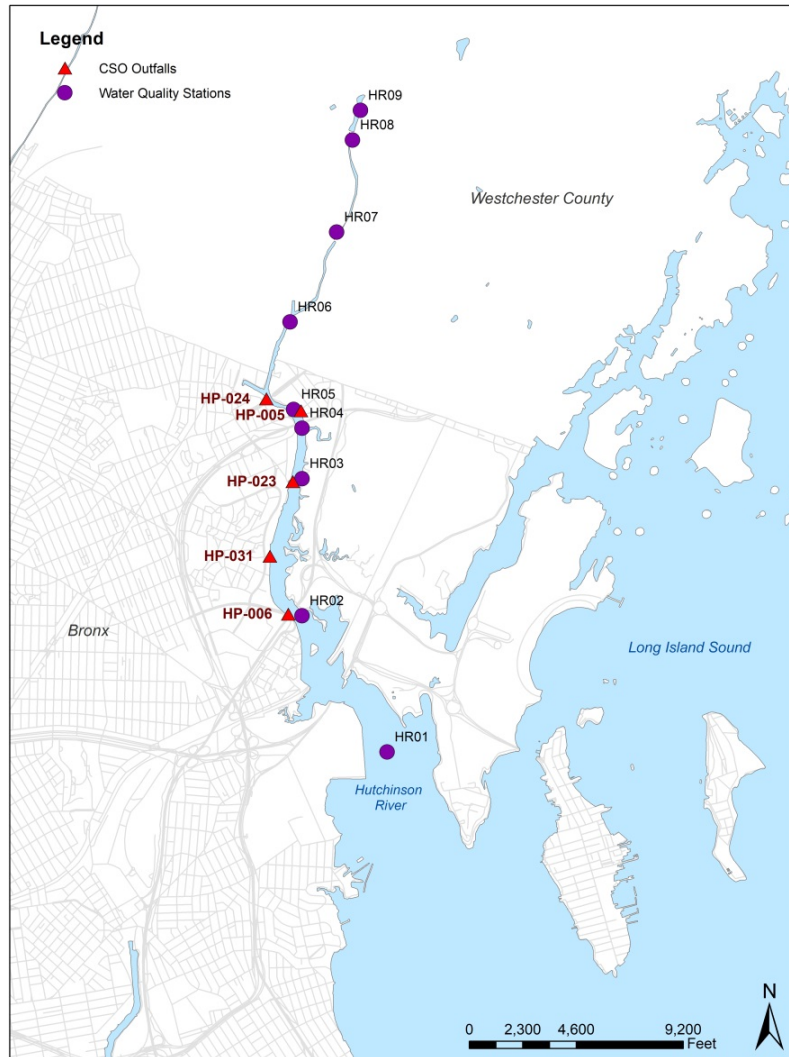 Legend
CSO Outfalls
Water Quality Stations
HR09
HR08
Westchester County
HR07
HR06
HP-024
HR05
HP-005
HR04
HR03
HP-023
HP-031
HR02
HP-006
Bronx
Long Island Sound
HR01
Hutchinson
River
N
0 2,300 4,600 9,200
Feet